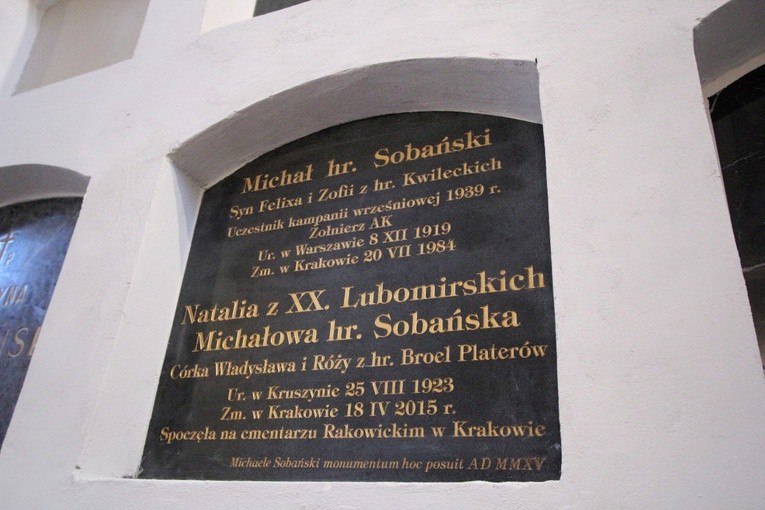 Michał hr. Sobański
Syn Felixa i Zofii z hr. Kwileckich
Uczestnik kampanii wrześniowej 1939 r.
Żołnierz AK
Ur. w Warszawie 8 XII 1919
Zm. w Krakowie 20 VII 1984
Natalia z XX. Lubomirskich
Michałowa hr. Sobańska
Córka Władysława i Róży z hr. Broel Platerów
Ur. w Kruszynie 25 VIII 1923
Zm. w Krakowie 18 IV 2015 r.
Spoczęła na cmentarzu Rakowickim w Krakowie
Michaele Sobański monumentum hoc posuit AD MMXV